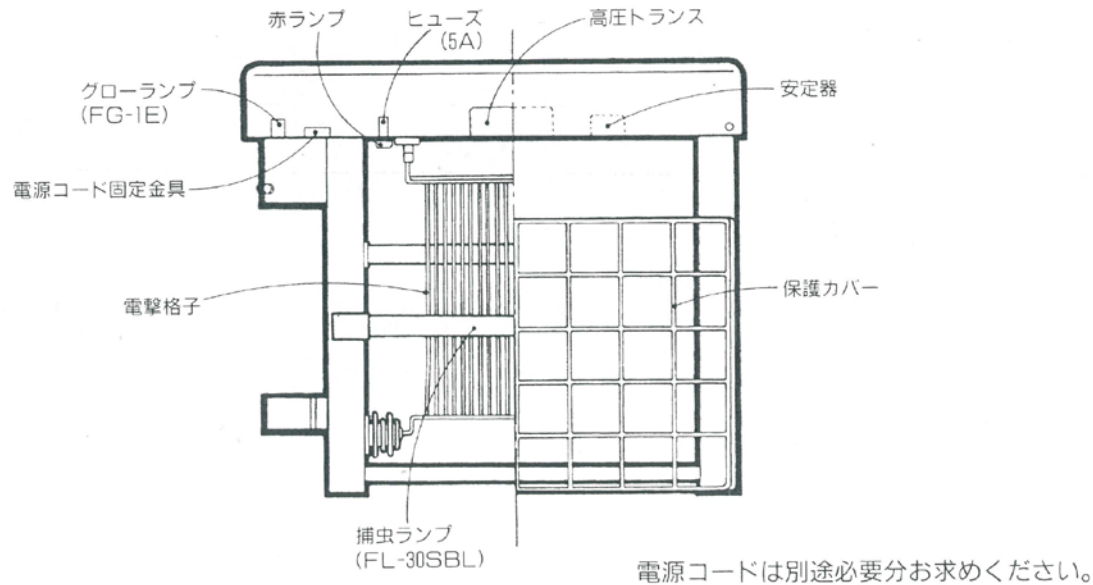 赤ランプ
ヒューズ
(5A)
高圧トランス
グローランプ
(FG-1E)
安定器
電源コード固定金具
電撃格子
保護カバー
捕虫ランプ
(FL-30SBL)
電源コードは別途必要分お求めください。